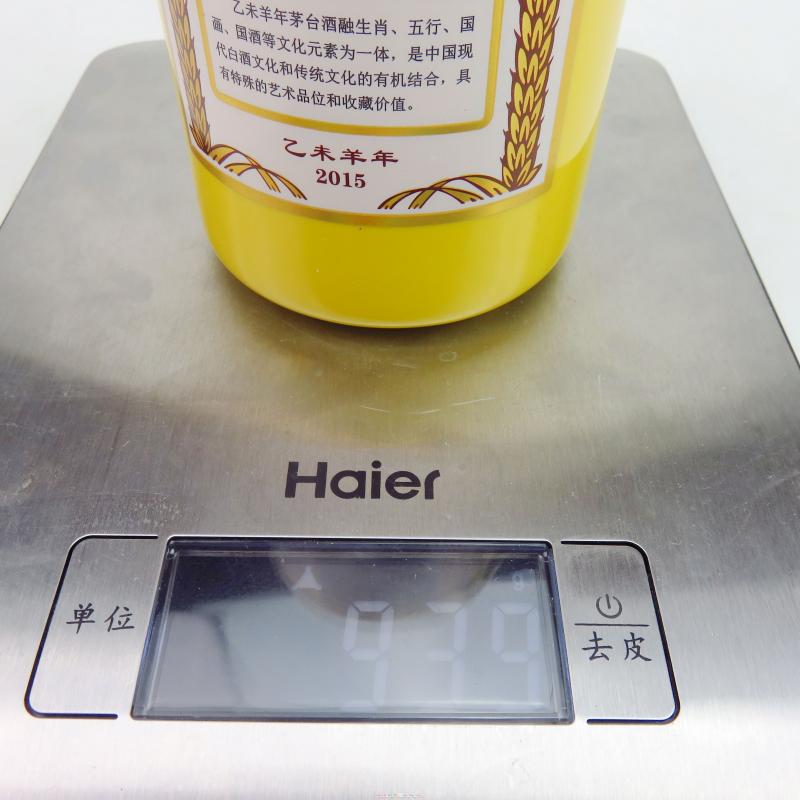 乙未羊年茅台酒融生肖、五行、国
画、国酒等文化元素为一体，是中国现
代白酒文化和传统文化的有机结合，具
有特殊的艺术品位和收藏价值。
乙未羊年
2015
Haier
g
979
单位
去皮